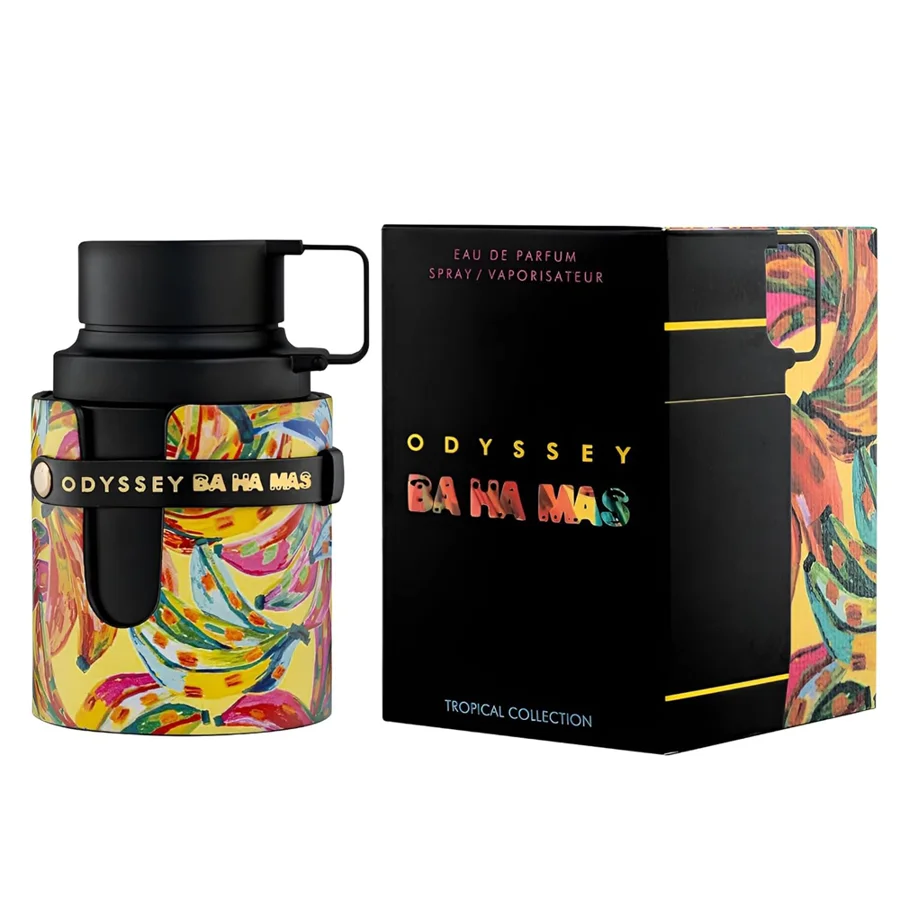 ODYSSEY BA HA MAS
EAU DE PARFUM
SPRAY / VAPORISATEUR
ODYSSEY
BA HA MAS
TROPICAL COLLECTION